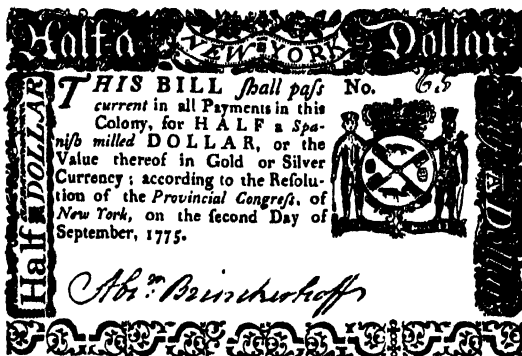 Half a NEW-YORK Dollar.
THIS BILL ſhall paſs
current in all Payments in this
Colony, for HALF a Spa-
niſh milled DOLLAR, or the
Value thereof in Gold or Silver
Currency ; according to the Reſolu-
tion of the Provincial Congreſs, of
New York, on the ſecond Day of
September, 1775.
No.
Half DOLLAR
Abrm. Brinckerhoff